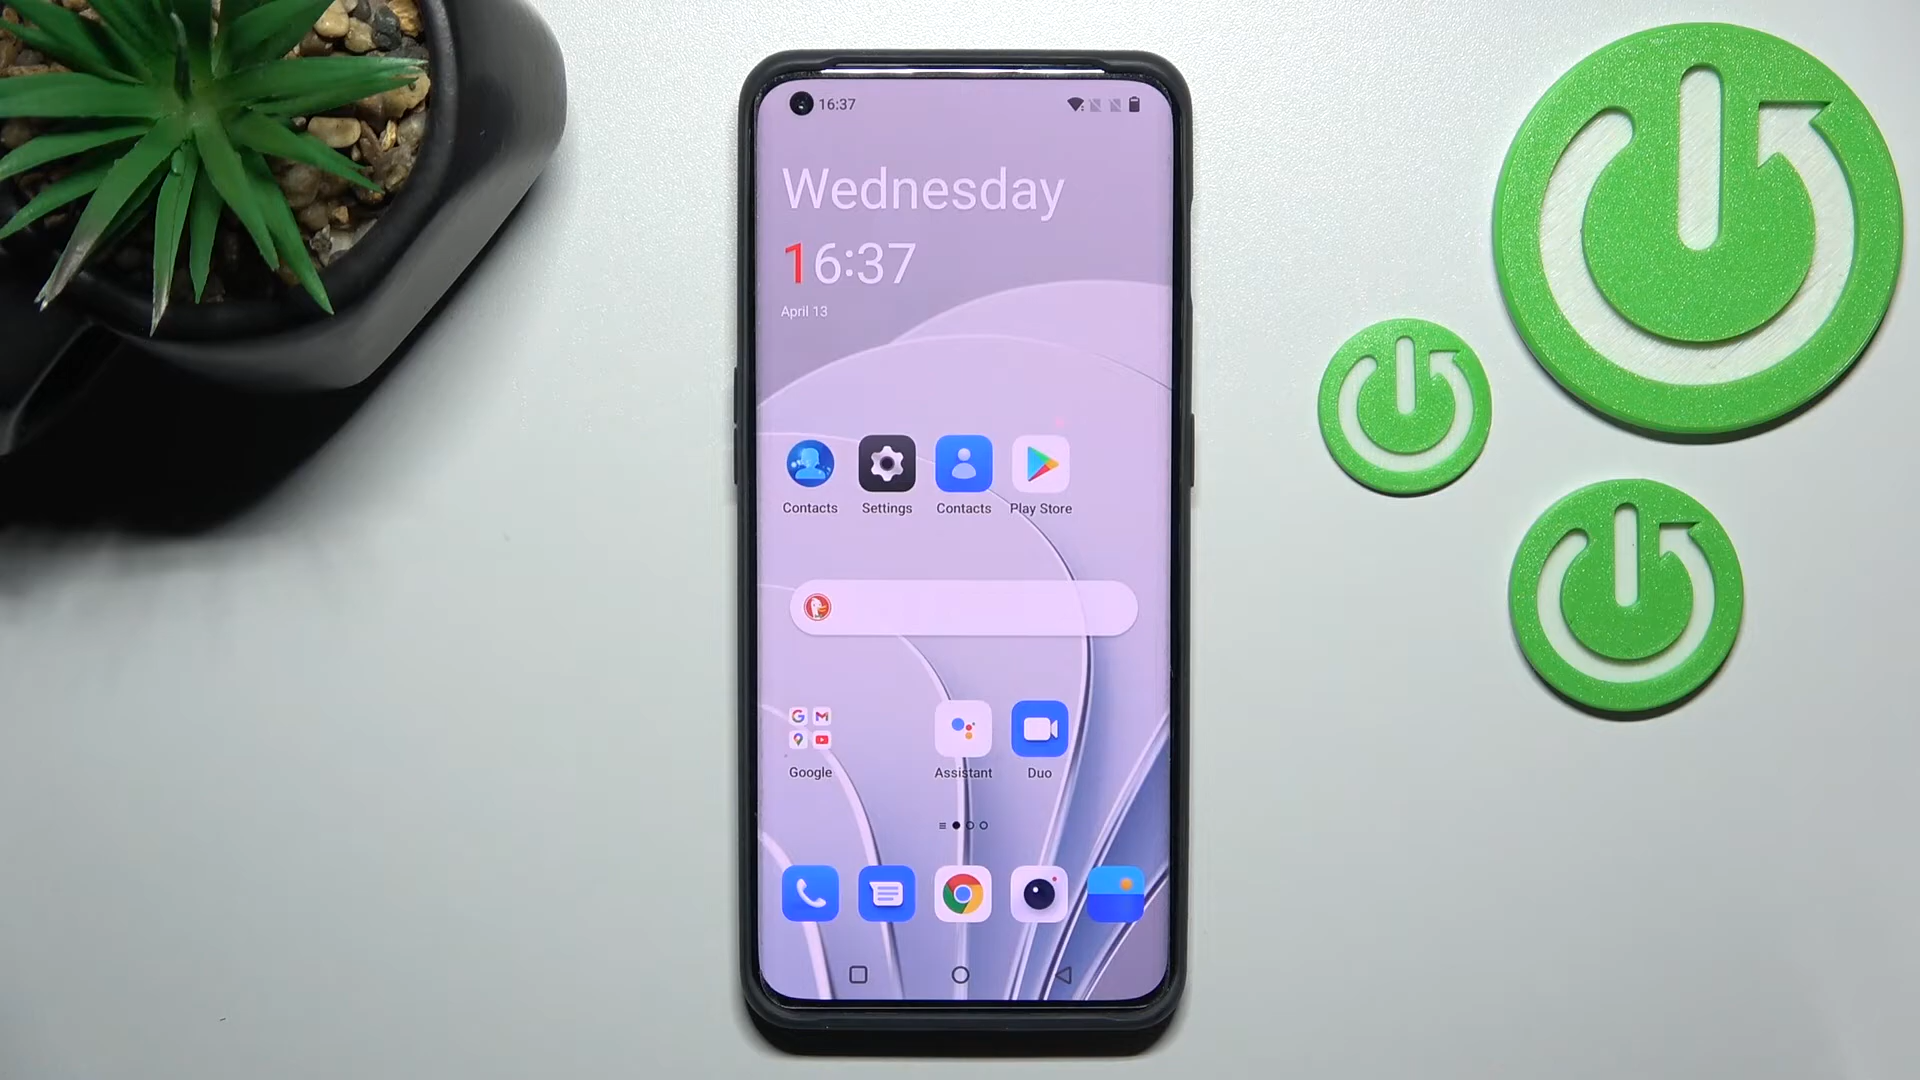 16:37
Wednesday
16:37
April 13
Contacts Settings Contacts Play Store
Google Assistant Duo